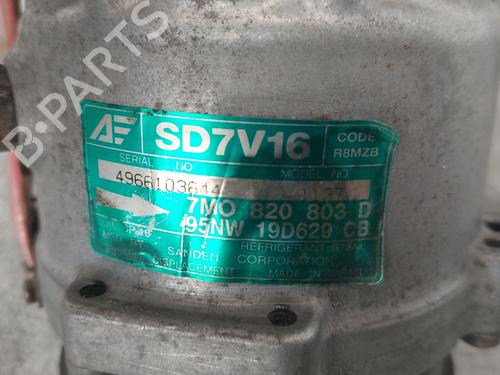 B-PARTS
AE SD7V16 CODE
R8MZB
SERIAL NO. MODEL NO.
4966103644
7M0 820 803 D
95NW 19D629 CB
REFRIGERANT
SANDEN
DISPLACEMENT CORPORATION MADE IN